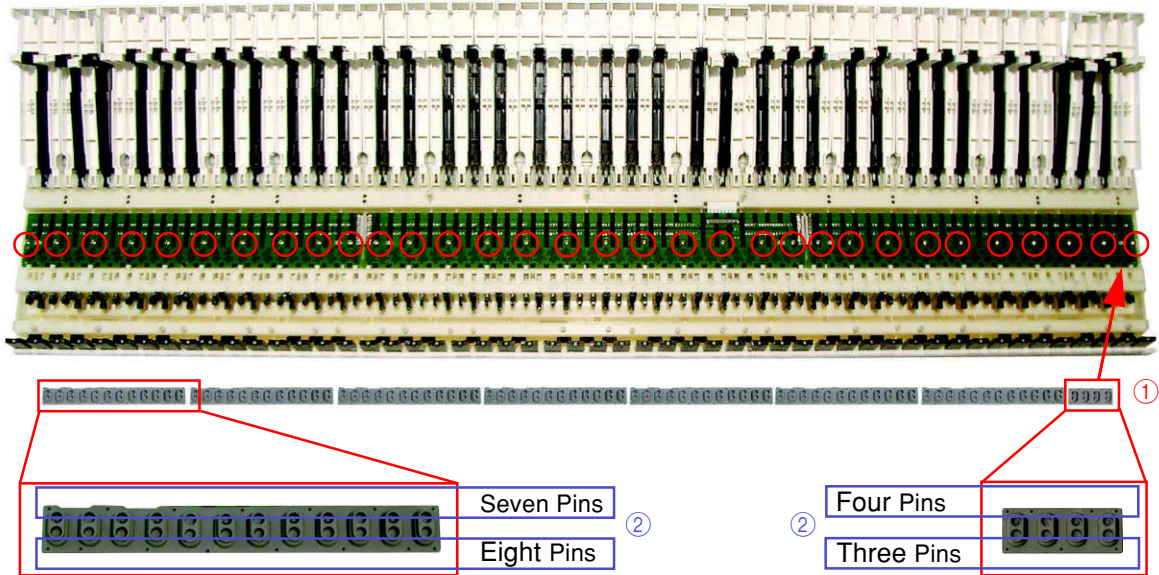 ①
Seven Pins
②
Eight Pins
Four Pins
②
Three Pins